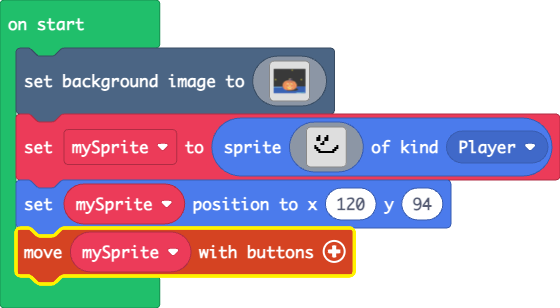 on start
set background image to
set mySprite to sprite of kind Player
set mySprite position to x 120 y 94
move mySprite with buttons